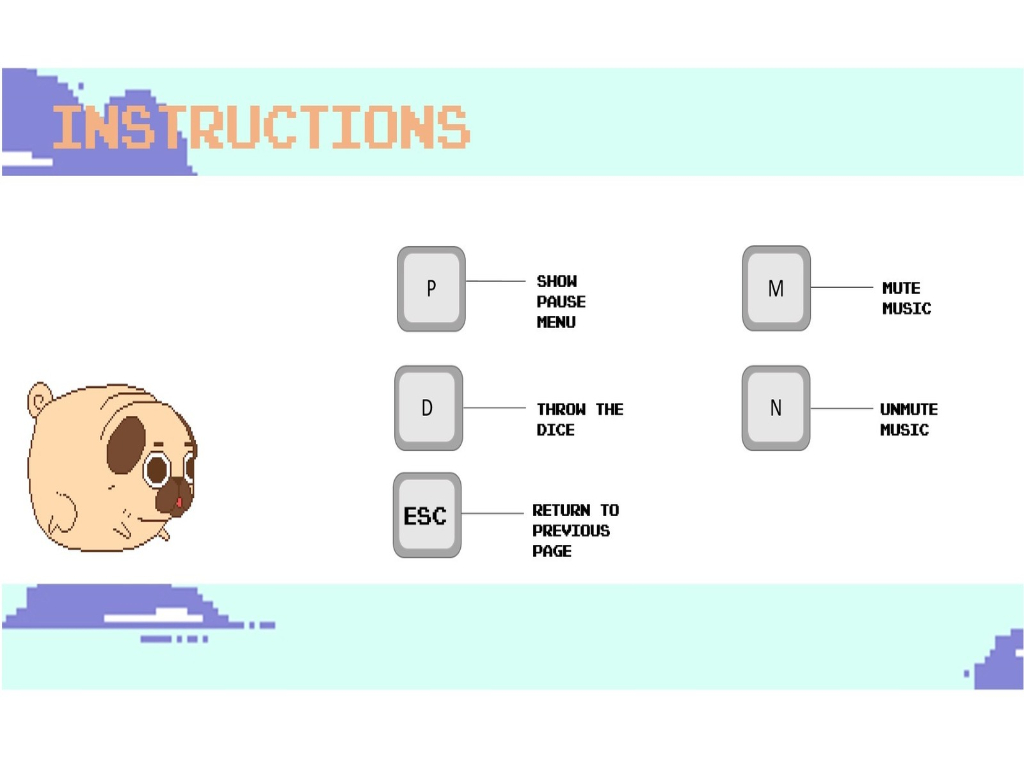 INSTRUCTIONS
P
SHOW
PAUSE
MENU
M
MUTE
MUSIC
D
THROW THE
DICE
N
UNMUTE
MUSIC
ESC
RETURN TO
PREVIOUS
PAGE